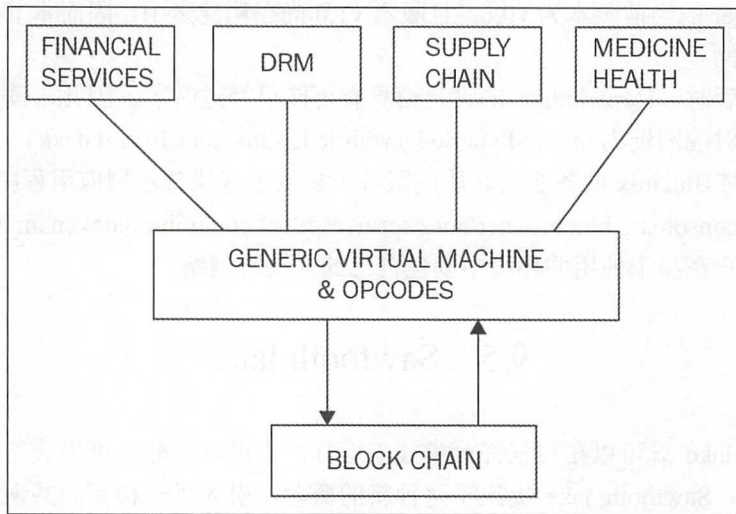 FINANCIAL
SERVICES
DRM
SUPPLY
CHAIN
MEDICINE
HEALTH
GENERIC VIRTUAL MACHINE
& OPCODES
BLOCK CHAIN